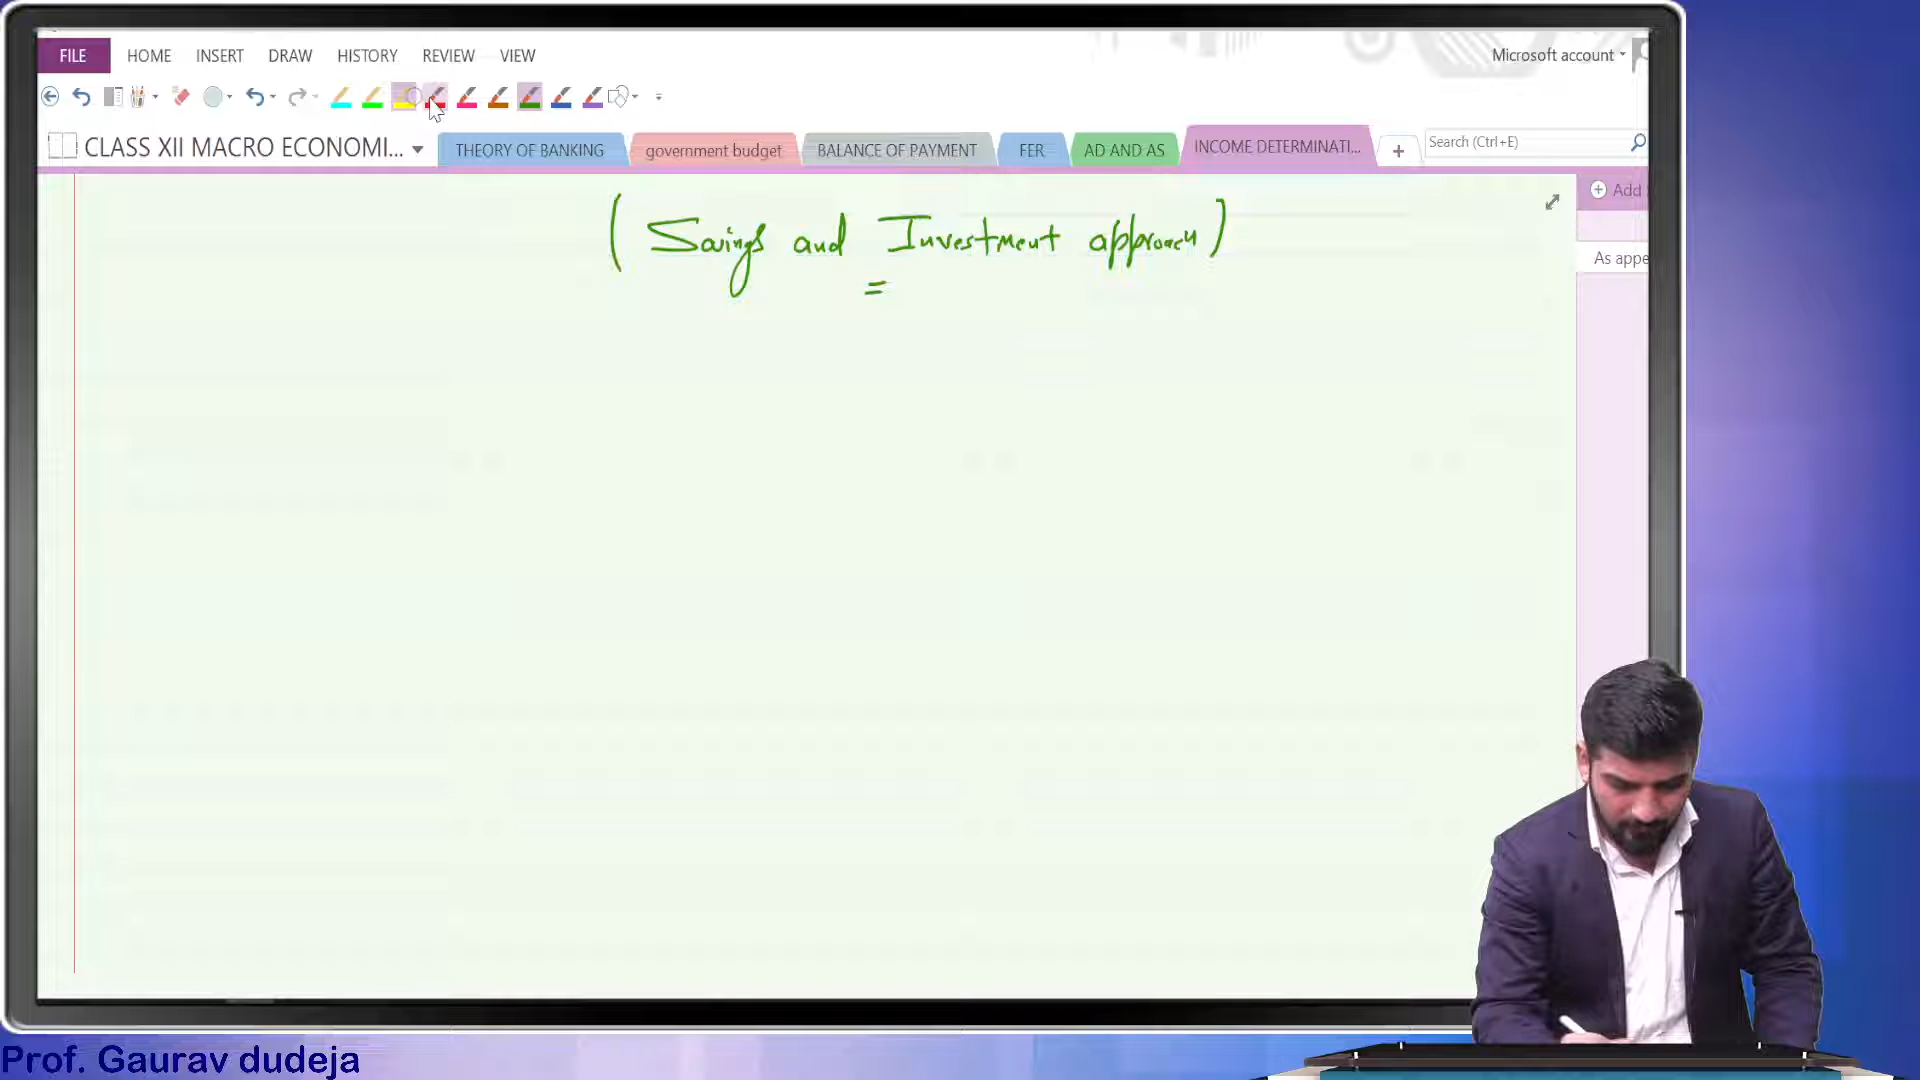 FILE HOME INSERT DRAW HISTORY REVIEW VIEW Microsoft account
CLASS XII MACRO ECONOMI... THEORY OF BANKING government budget BALANCE OF PAYMENT FER AD AND AS INCOME DETERMINATI... + Search (Ctrl+E)
Add
( Savings and Investment approach )
=
As appe
Prof. Gaurav dudeja